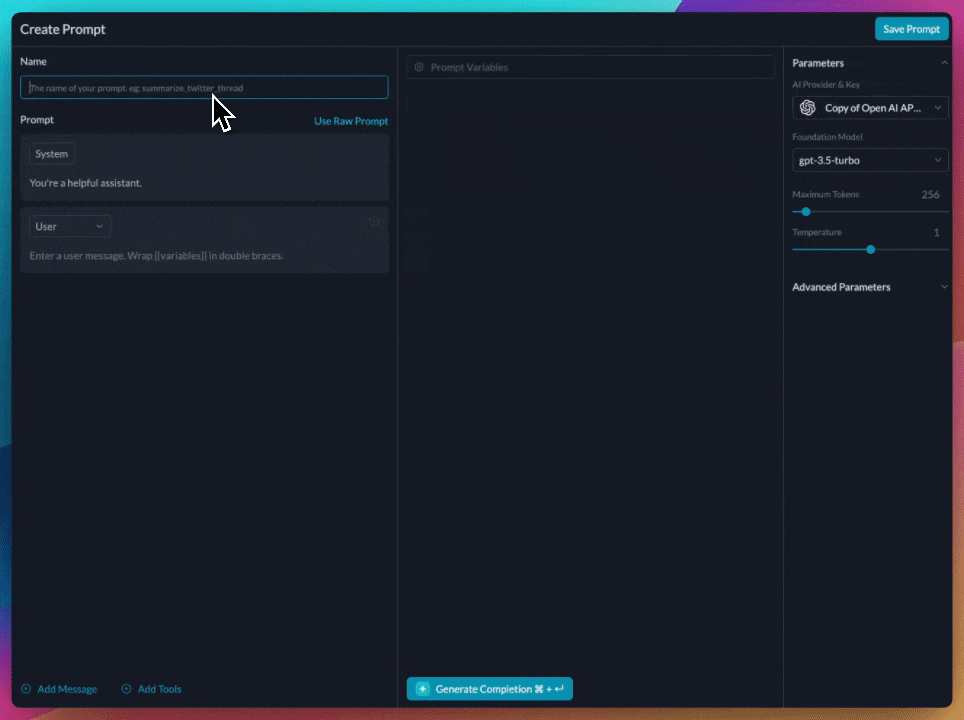 Create Prompt
Save Prompt
Name
The name of your prompt. eg: summarize_twitter_thread
Prompt
Use Raw Prompt
System
You're a helpful assistant.
User
Enter a user message. Wrap [[variables]] in double braces.
Add Message
Add Tools
Prompt Variables
Generate Completion ⌘ + ↵
Parameters
AI Provider & Key
Copy of Open AI AP...
Foundation Model
gpt-3.5-turbo
Maximum Tokens 256
Temperature 1
Advanced Parameters